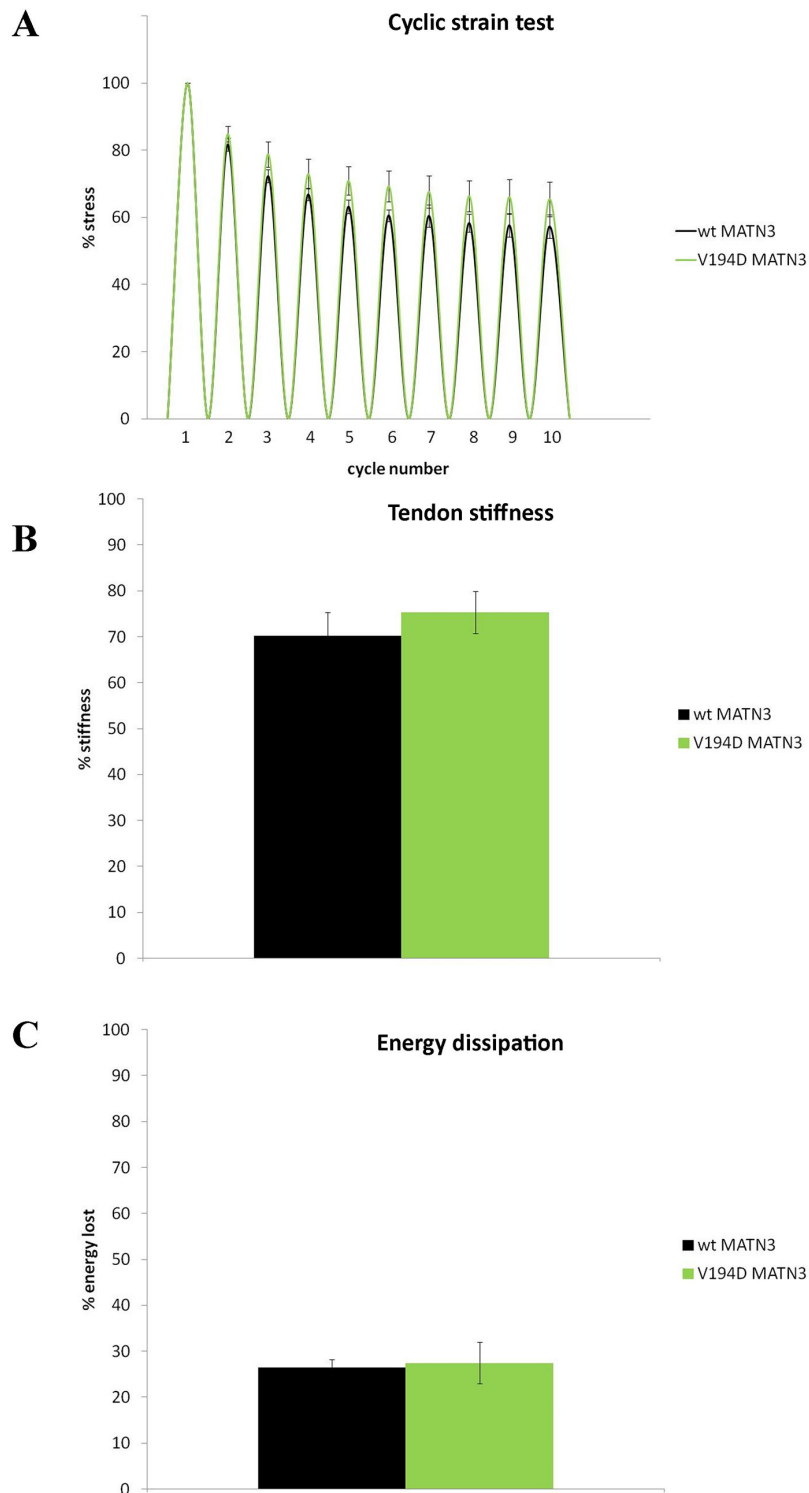 A
Cyclic strain test
100
80
60
40
20
0
% stress
wt MATN3
V194D MATN3
1 2 3 4 5 6 7 8 9 10
cycle number
B
Tendon stiffness
100
90
80
70
60
50
40
30
20
10
0
% stiffness
wt MATN3
V194D MATN3
C
Energy dissipation
100
90
80
70
60
50
40
30
20
10
0
% energy lost
wt MATN3
V194D MATN3